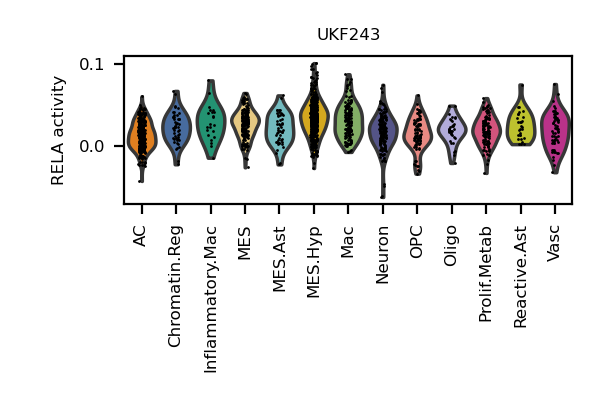 UKF243
RELA activity
0.1
0.0
AC
Chromatin.Reg
Inflammatory.Mac
MES
MES.Ast
MES.Hyp
Mac
Neuron
OPC
Oligo
Prolif.Metab
Reactive.Ast
Vasc